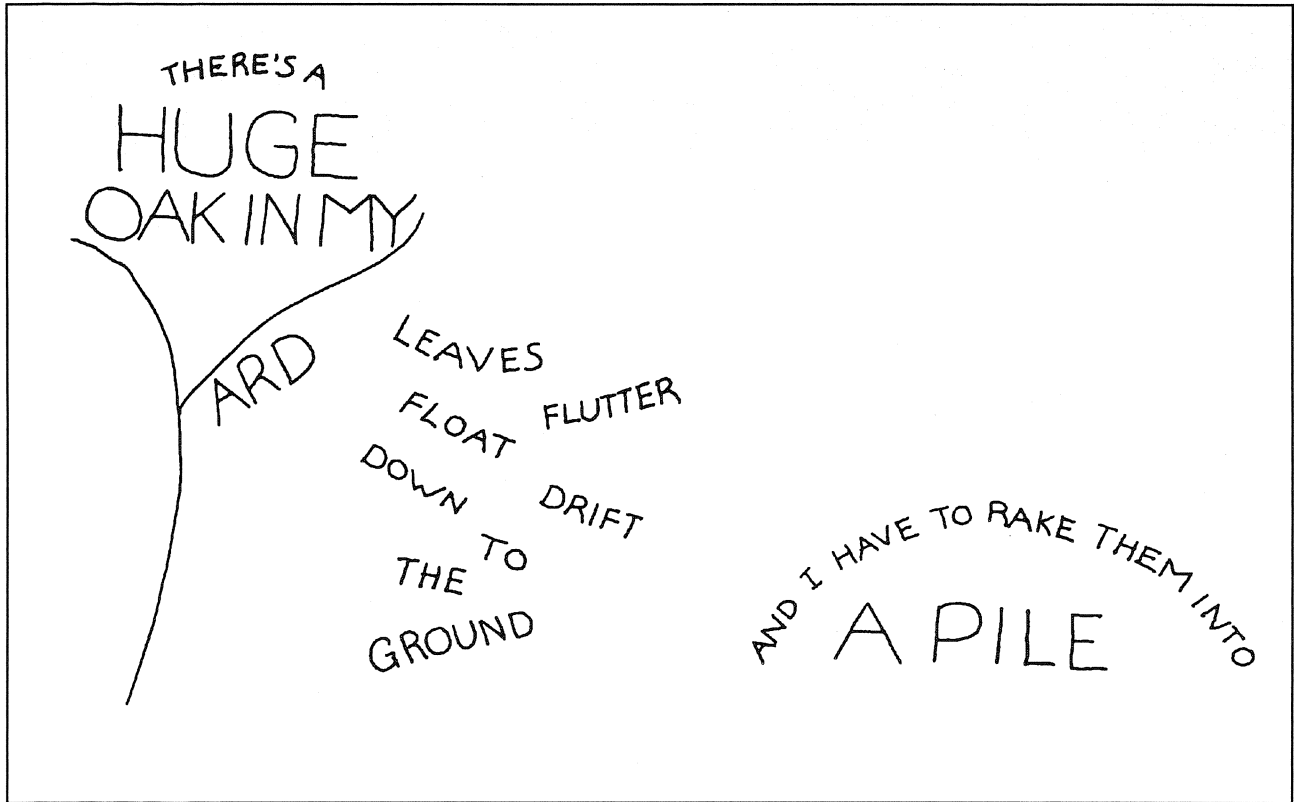 THERE'S A
HUGE
OAK IN MY
YARD
LEAVES
FLOAT FLUTTER
DOWN DRIFT
TO
THE
GROUND
AND I HAVE TO RAKE THEM INTO
A PILE